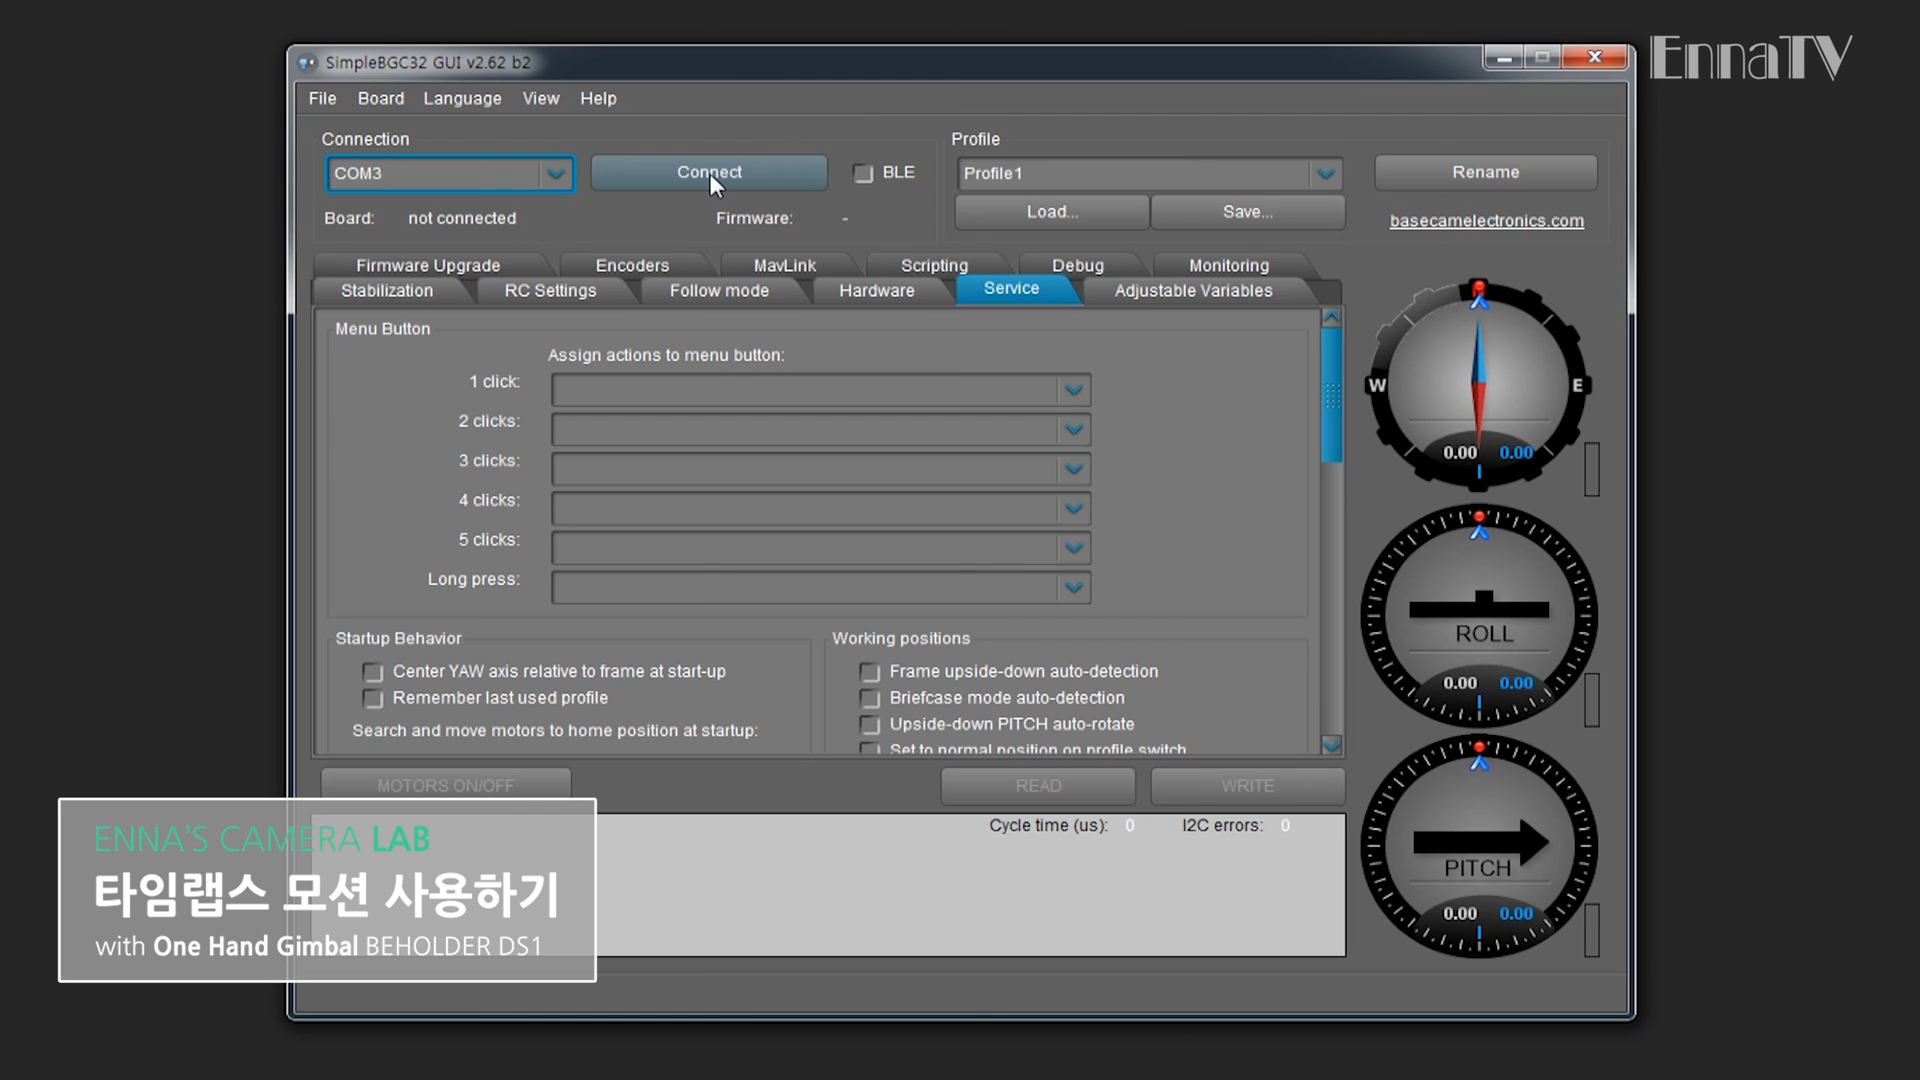 EnnaTV
SimpleBGC32 GUI v2.62 b2
File Board Language View Help
Connection
COM3
Connect
BLE
Board: not connected
Firmware: -
Profile
Profile1
Rename
Load...
Save...
basecamelectronics.com
Firmware Upgrade Encoders MavLink Scripting Debug Monitoring
Stabilization RC Settings Follow mode Hardware Service Adjustable Variables
Menu Button
Assign actions to menu button:
1 click:
2 clicks:
3 clicks:
4 clicks:
5 clicks:
Long press:
Startup Behavior
Center YAW axis relative to frame at start-up
Remember last used profile
Search and move motors to home position at startup:
Working positions
Frame upside-down auto-detection
Briefcase mode auto-detection
Upside-down PITCH auto-rotate
Set to normal position on profile switch
W E
0.00 0.00
ROLL
0.00 0.00
PITCH
0.00 0.00
MOTORS ON/OFF
READ
WRITE
Cycle time (us): 0 I2C errors: 0
ENNA'S CAMERA LAB
타임랩스 모션 사용하기
with One Hand Gimbal BEHOLDER DS1